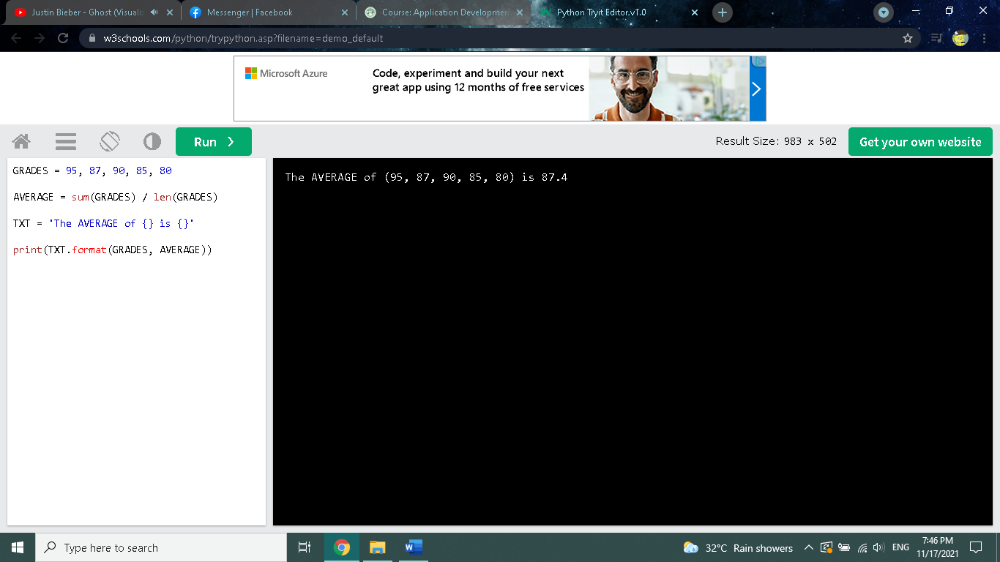 Justin Bieber - Ghost (Visualiz
Messenger | Facebook
Course: Application Developmen
Python Tryit Editor.v1.0
w3schools.com/python/trypython.asp?filename=demo_default
Microsoft Azure
Code, experiment and build your next
great app using 12 months of free services
Run ❯
Result Size: 983 x 502
Get your own website
GRADES = 95, 87, 90, 85, 80
AVERAGE = sum(GRADES) / len(GRADES)
TXT = 'The AVERAGE of {} is {}'
print(TXT.format(GRADES, AVERAGE))
The AVERAGE of (95, 87, 90, 85, 80) is 87.4
Type here to search
32°C Rain showers
ENG
7:46 PM
11/17/2021